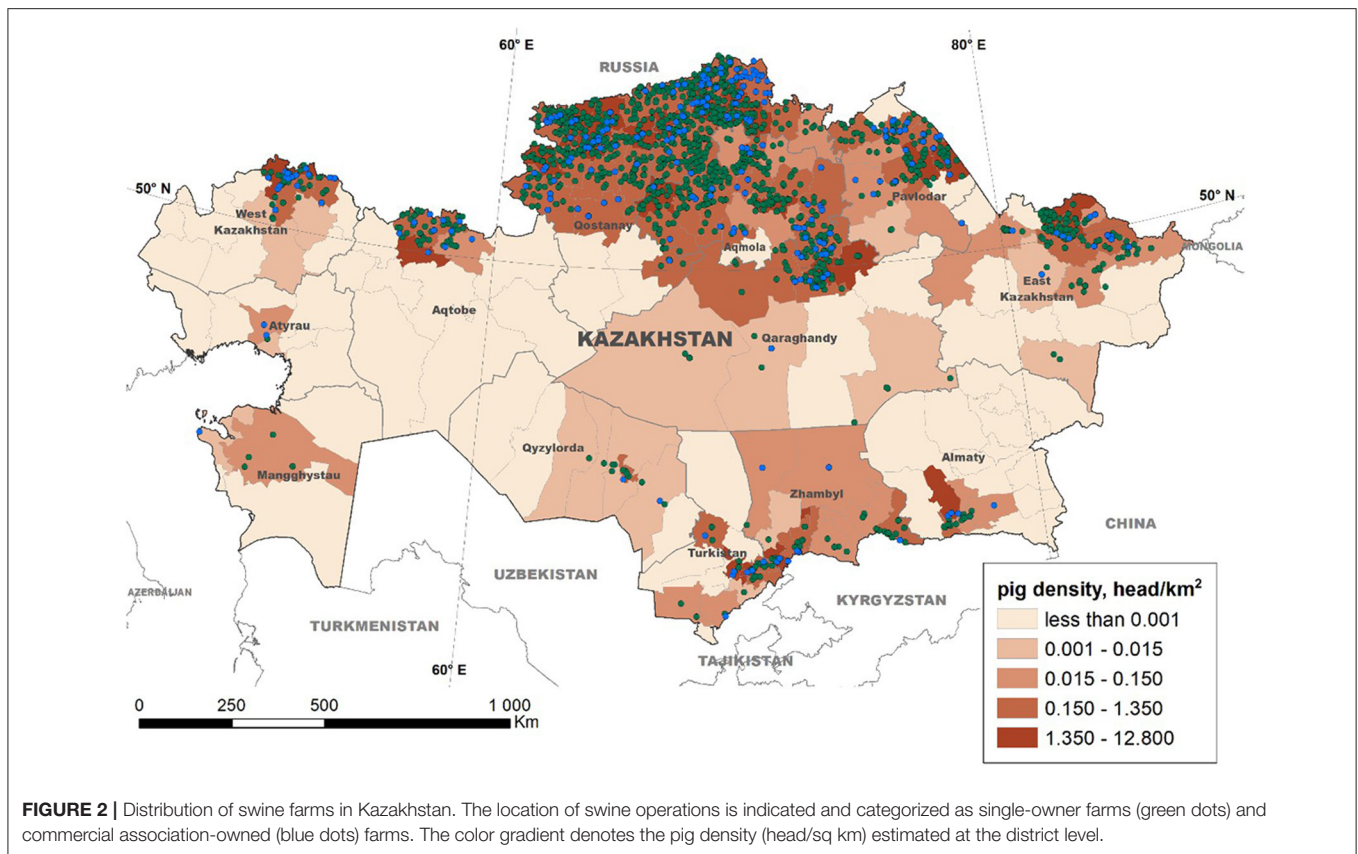 60° E
80° E
RUSSIA
50° N
50° N
MONGOLIA
West
Kazakhstan
Qostanay
Pavlodar
Aqmola
East
Kazakhstan
Aqtobe
Atyrau
KAZAKHSTAN
Qaraghandy
Qyzylorda
Almaty
Mangghystau
Zhambyl
CHINA
Turkistan
UZBEKISTAN
AZERBAIJAN
KYRGYZSTAN
TURKMENISTAN
TAJIKISTAN
60° E
0 250 500 1 000
Km
pig density, head/km²
less than 0.001
0.001 - 0.015
0.015 - 0.150
0.150 - 1.350
1.350 - 12.800
FIGURE 2 | Distribution of swine farms in Kazakhstan. The location of swine operations is indicated and categorized as single-owner farms (green dots) and
commercial association-owned (blue dots) farms. The color gradient denotes the pig density (head/sq km) estimated at the district level.